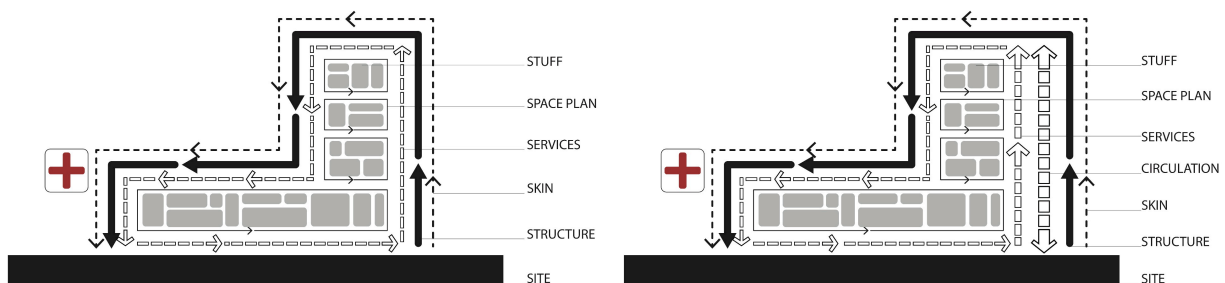 STUFF
SPACE PLAN
SERVICES
SKIN
STRUCTURE
SITE
STUFF
SPACE PLAN
SERVICES
CIRCULATION
SKIN
STRUCTURE
SITE